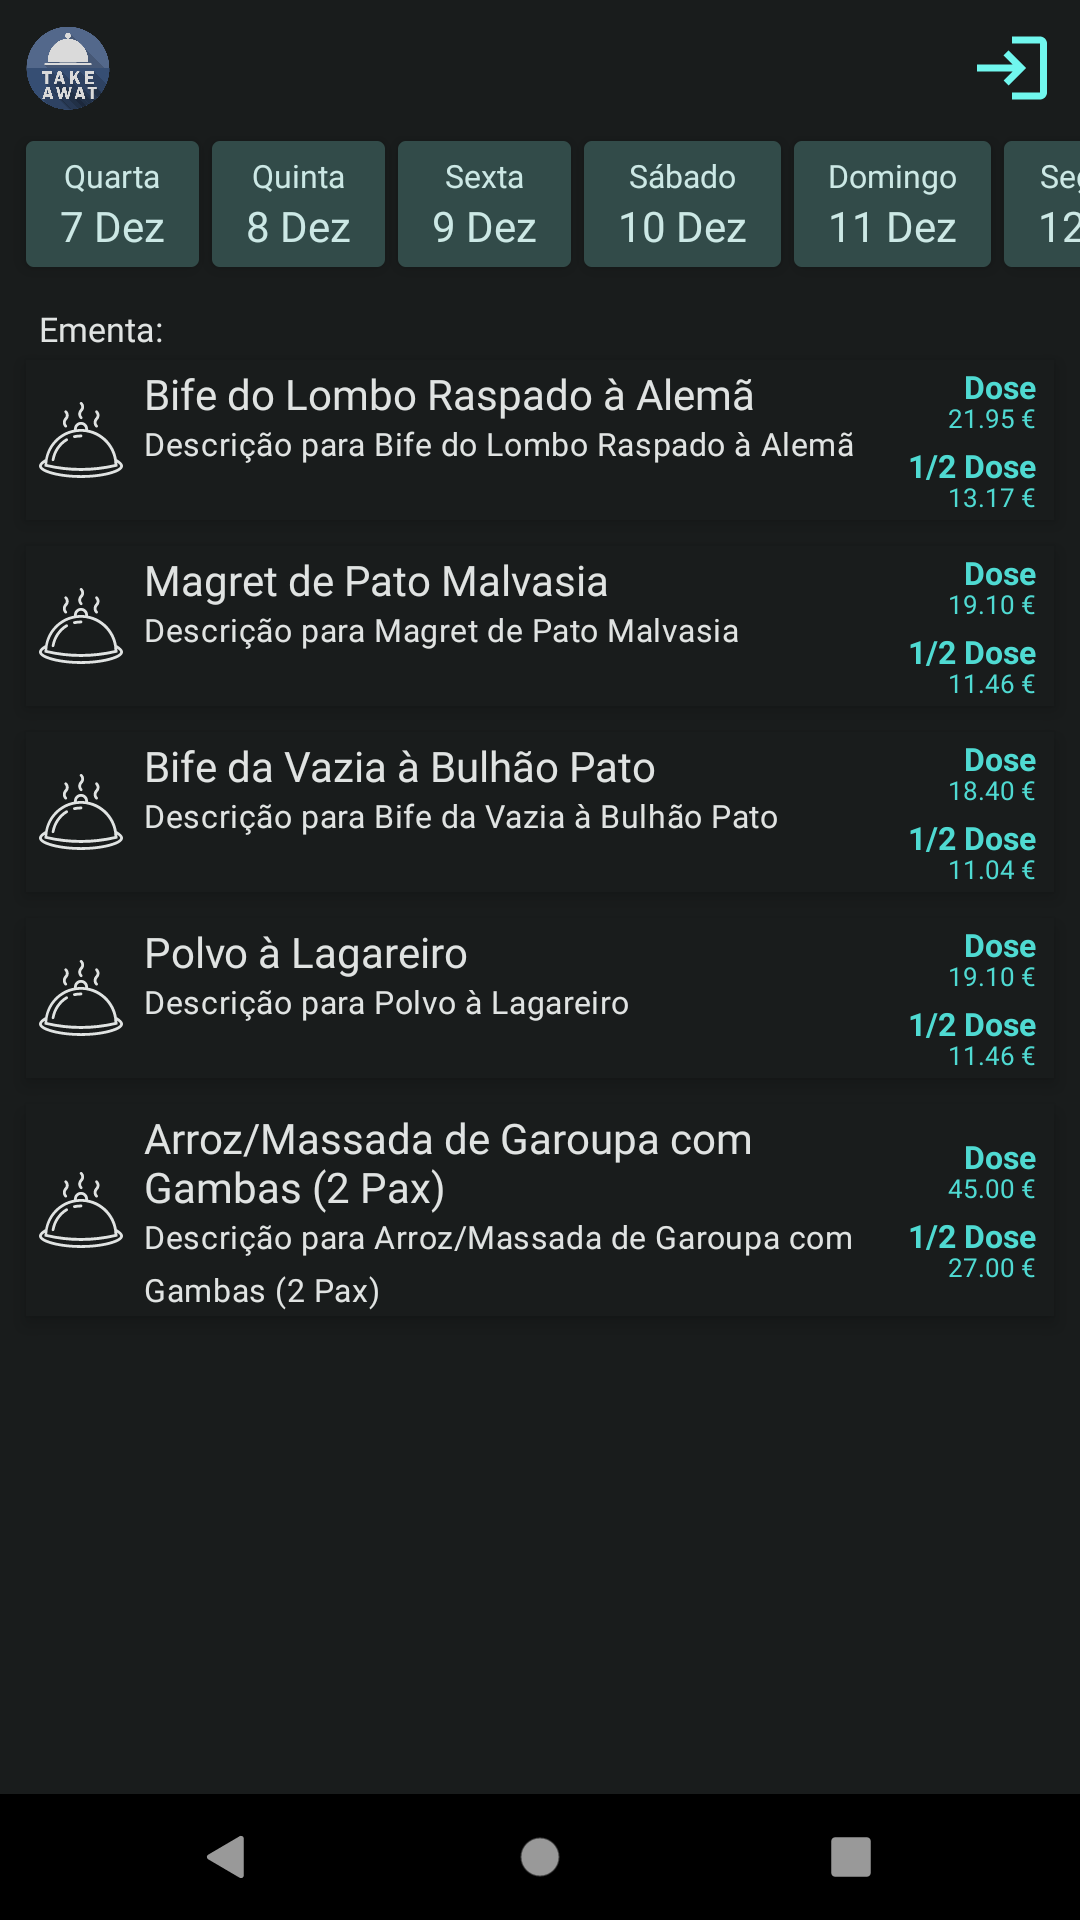 TAKE
AWAT
Quarta
7 Dez
Quinta
8 Dez
Sexta
9 Dez
Sábado
10 Dez
Domingo
11 Dez
Seg
12
Ementa:
Bife do Lombo Raspado à Alemã
Descrição para Bife do Lombo Raspado à Alemã
Dose
21.95 €
1/2 Dose
13.17 €
Magret de Pato Malvasia
Descrição para Magret de Pato Malvasia
Dose
19.10 €
1/2 Dose
11.46 €
Bife da Vazia à Bulhão Pato
Descrição para Bife da Vazia à Bulhão Pato
Dose
18.40 €
1/2 Dose
11.04 €
Polvo à Lagareiro
Descrição para Polvo à Lagareiro
Dose
19.10 €
1/2 Dose
11.46 €
Arroz/Massada de Garoupa com
Gambas (2 Pax)
Descrição para Arroz/Massada de Garoupa com
Gambas (2 Pax)
Dose
45.00 €
1/2 Dose
27.00 €